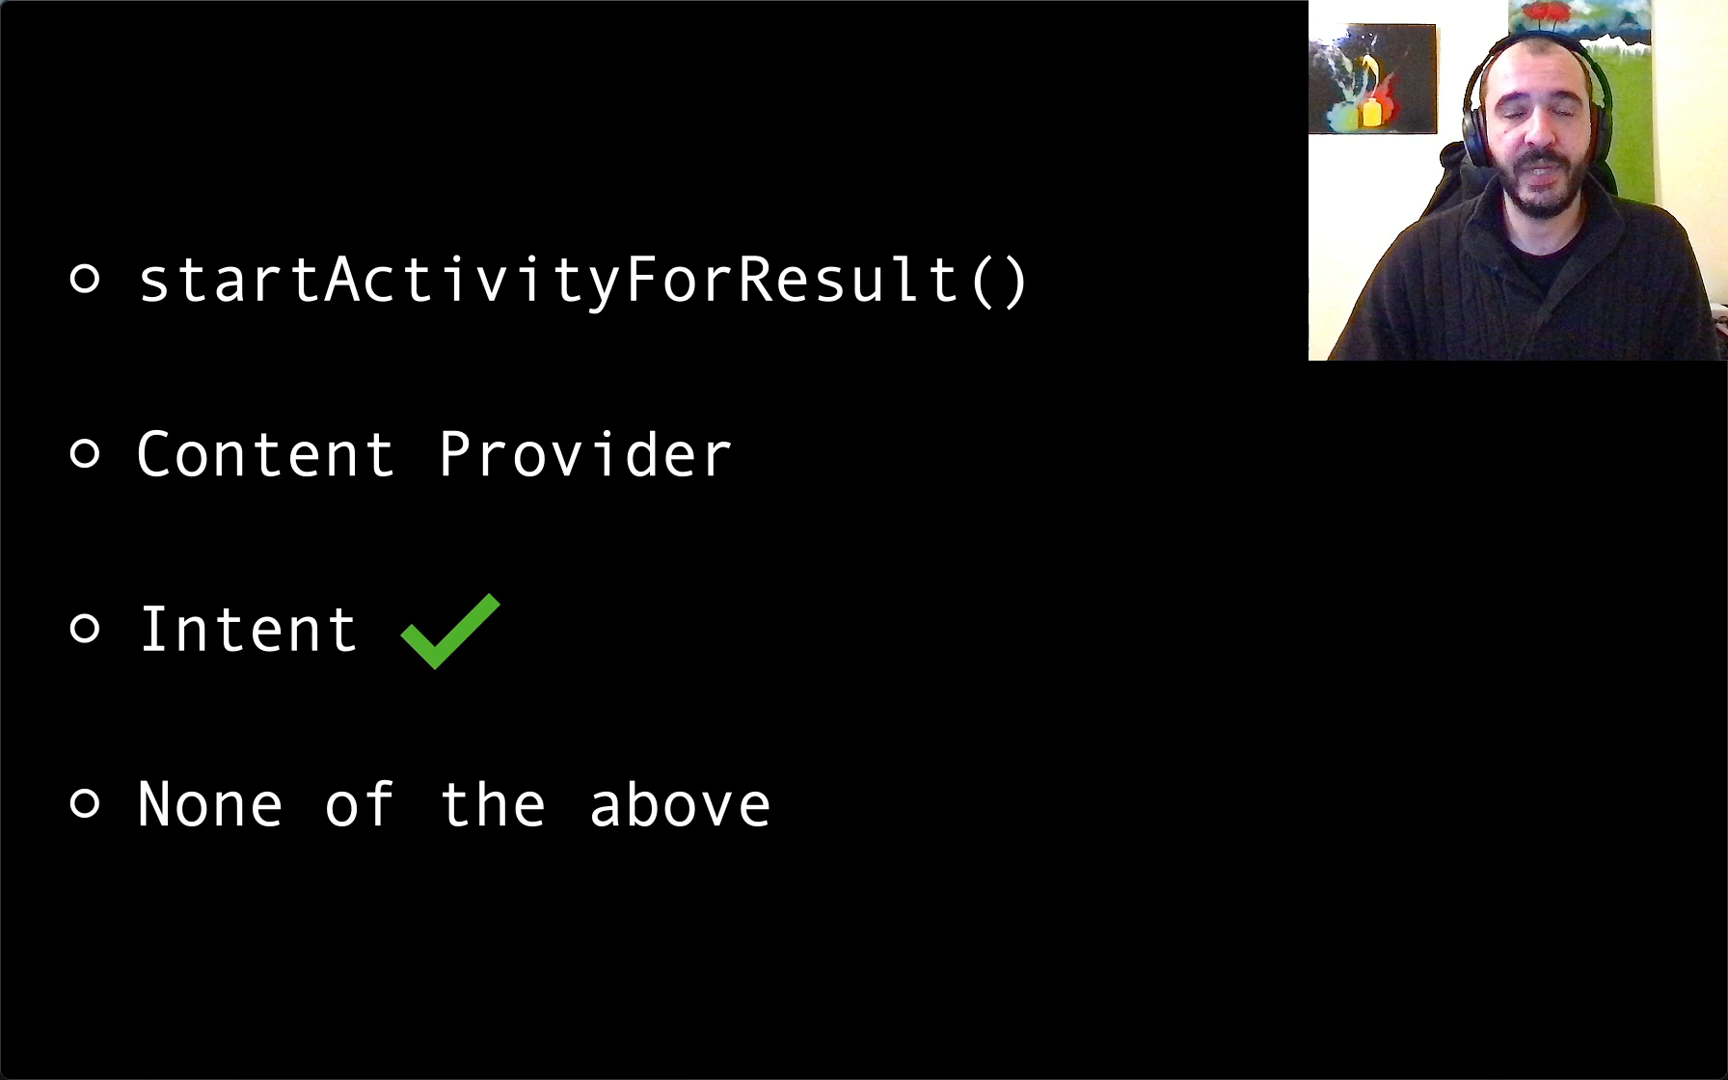 startActivityForResult()
Content Provider
Intent
None of the above